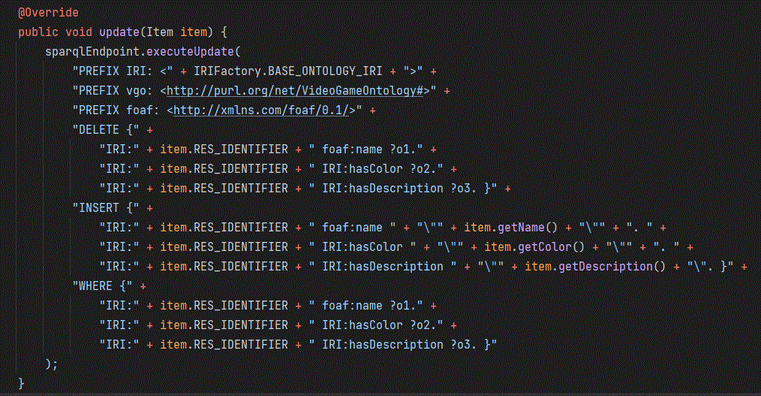 @Override
public void update(Item item) {
sparqlEndpoint.executeUpdate(
"PREFIX IRI: <" + IRIFactory.BASE_ONTOLOGY_IRI + ">" +
"PREFIX vgo: <http://purl.org/net/VideoGameOntology#>" +
"PREFIX foaf: <http://xmlns.com/foaf/0.1/>" +
"DELETE {" +
"IRI:" + item.RES_IDENTIFIER + " foaf:name ?o1." +
"IRI:" + item.RES_IDENTIFIER + " IRI:hasColor ?o2." +
"IRI:" + item.RES_IDENTIFIER + " IRI:hasDescription ?o3. }" +
"INSERT {" +
"IRI:" + item.RES_IDENTIFIER + " foaf:name " + "\"" + item.getName() + "\"" + ". " +
"IRI:" + item.RES_IDENTIFIER + " IRI:hasColor " + "\"" + item.getColor() + "\"" + ". " +
"IRI:" + item.RES_IDENTIFIER + " IRI:hasDescription " + "\"" + item.getDescription() + "\". }" +
"WHERE {" +
"IRI:" + item.RES_IDENTIFIER + " foaf:name ?o1." +
"IRI:" + item.RES_IDENTIFIER + " IRI:hasColor ?o2." +
"IRI:" + item.RES_IDENTIFIER + " IRI:hasDescription ?o3. }"
);
}